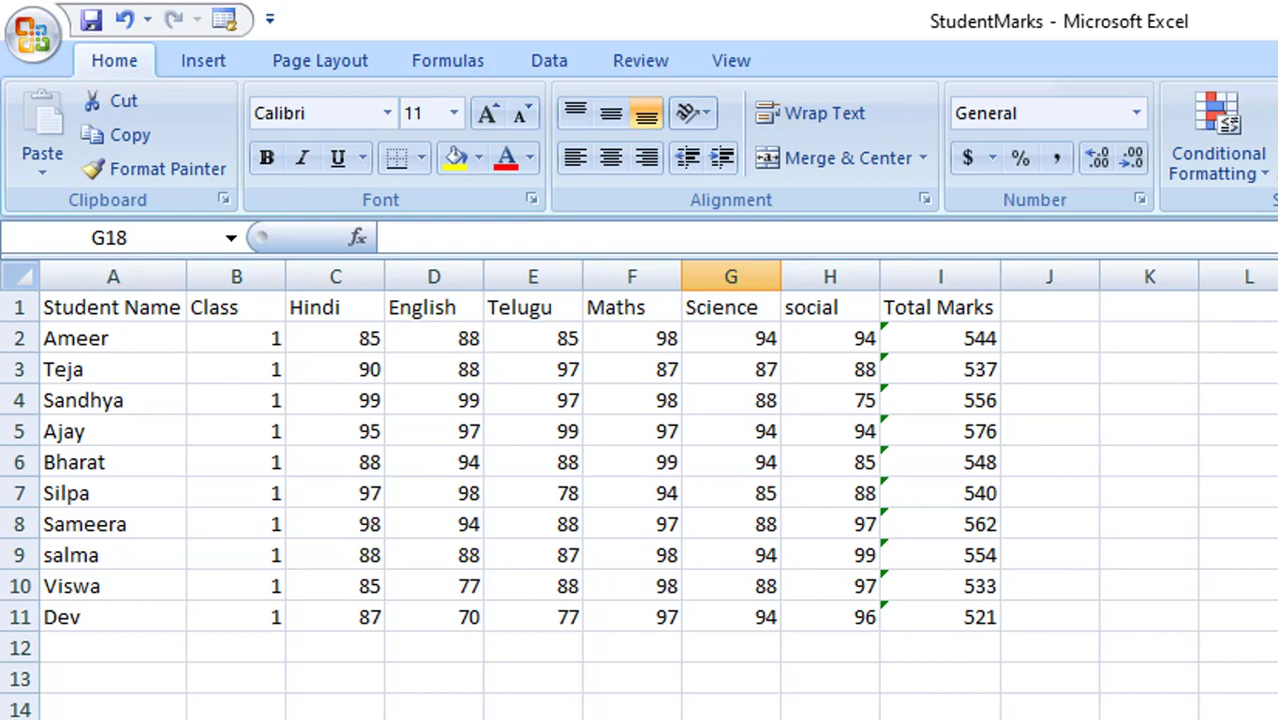 StudentMarks - Microsoft Excel
Home Insert Page Layout Formulas Data Review View
Paste
Cut
Copy
Format Painter
Clipboard
Calibri 11
B I U A
Font
Wrap Text
Merge & Center
Alignment
General
$ % , .00 .00
Number
Conditional
Formatting
G18 fx
A B C D E F G H I J K L
1 Student Name Class Hindi English Telugu Maths Science social Total Marks
2 Ameer 1 85 88 85 98 94 94 544
3 Teja 1 90 88 97 87 87 88 537
4 Sandhya 1 99 99 97 98 88 75 556
5 Ajay 1 95 97 99 97 94 94 576
6 Bharat 1 88 94 88 99 94 85 548
7 Silpa 1 97 98 78 94 85 88 540
8 Sameera 1 98 94 88 97 88 97 562
9 salma 1 88 88 87 98 94 99 554
10 Viswa 1 85 77 88 98 88 97 533
11 Dev 1 87 70 77 97 94 96 521
12
13
14